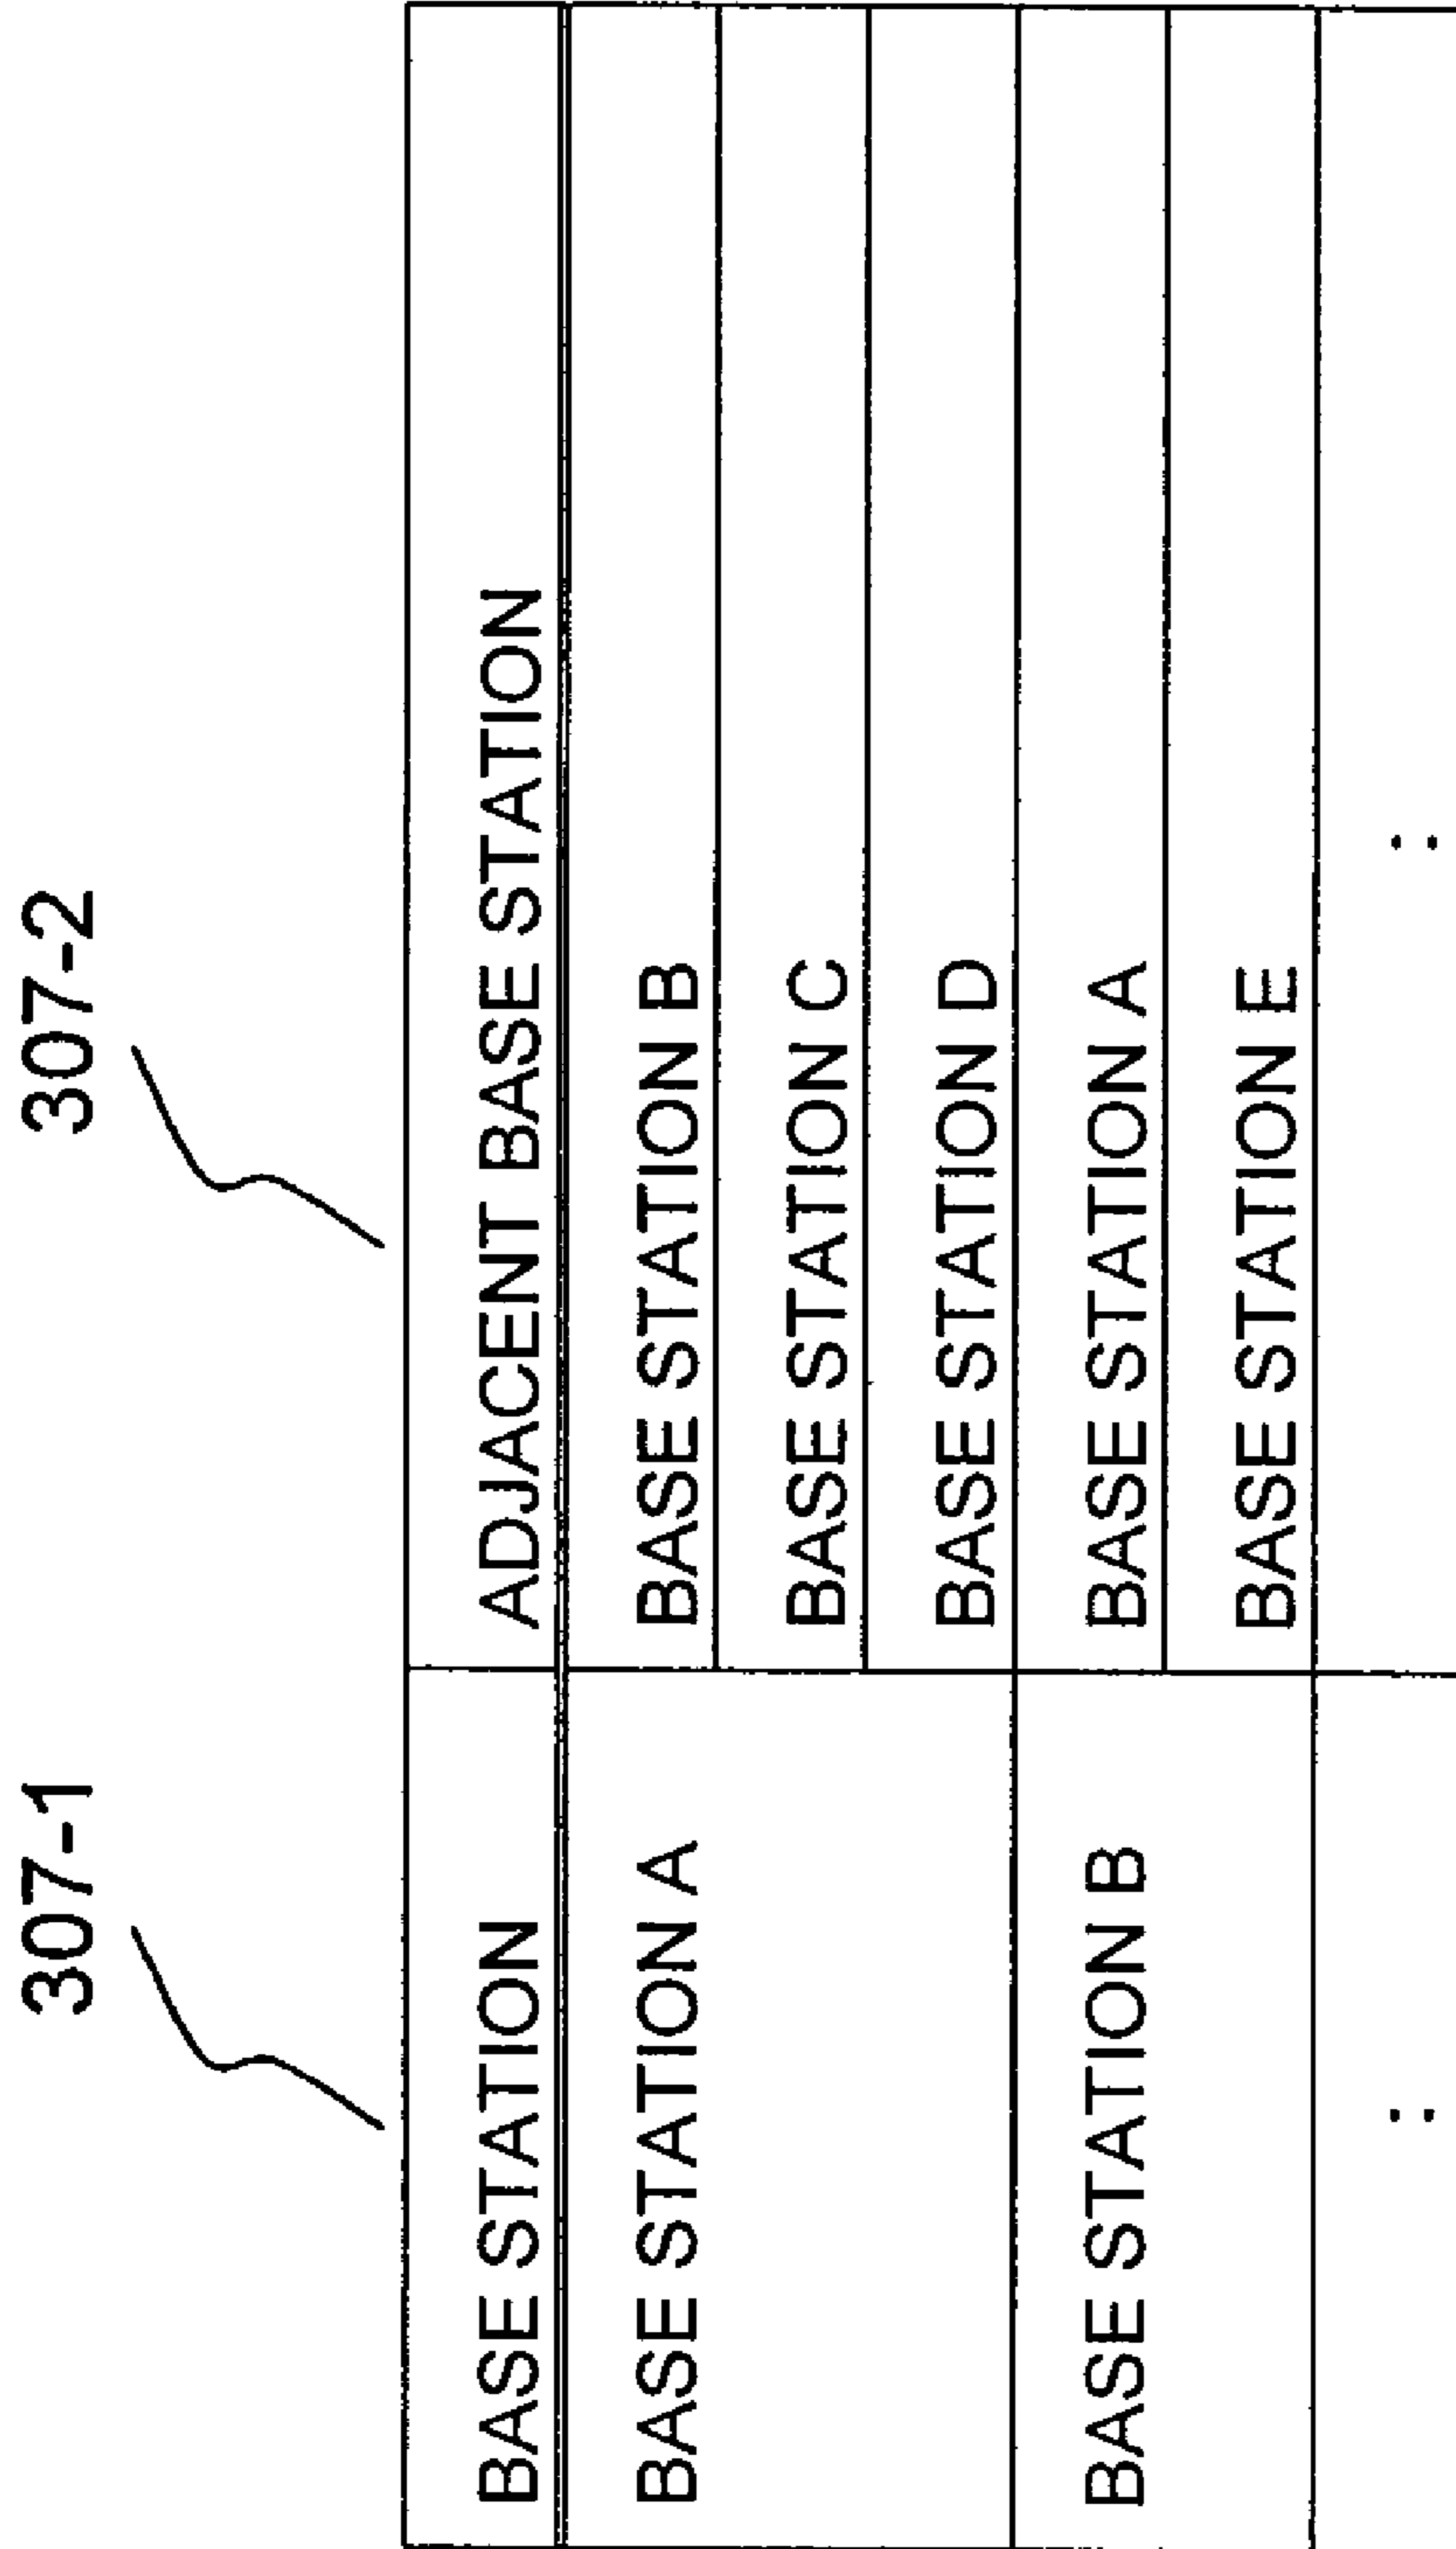 307-1 307-2
BASE STATION ADJACENT BASE STATION
BASE STATION A BASE STATION B
BASE STATION C
BASE STATION D
BASE STATION B BASE STATION A
BASE STATION E
: :